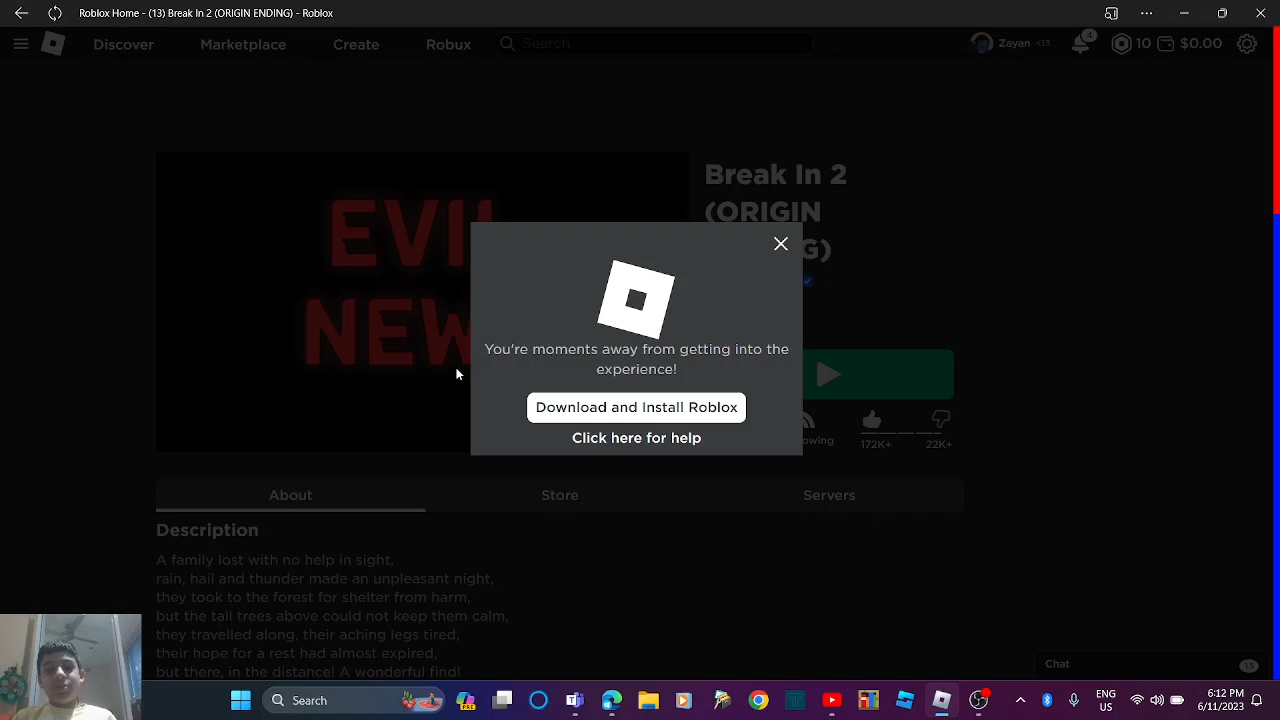 Roblox Home - (13) Break In 2 (ORIGIN ENDING) - Roblox
Discover
Marketplace
Create
Robux
Search
Zayan <13
4
10
$0.00
EVIL
NEW
Break In 2
(ORIGIN
G)
You're moments away from getting into the
experience!
Download and Install Roblox
Click here for help
owing
172K+
22K+
About
Store
Servers
Description
A family lost with no help in sight,
rain, hail and thunder made an unpleasant night,
they took to the forest for shelter from harm,
but the tall trees above could not keep them calm,
they travelled along, their aching legs tired,
their hope for a rest had almost expired,
but there, in the distance! A wonderful find!
Chat
13
Search
PRE
ENG
US
6:12 PM
6/11/2023